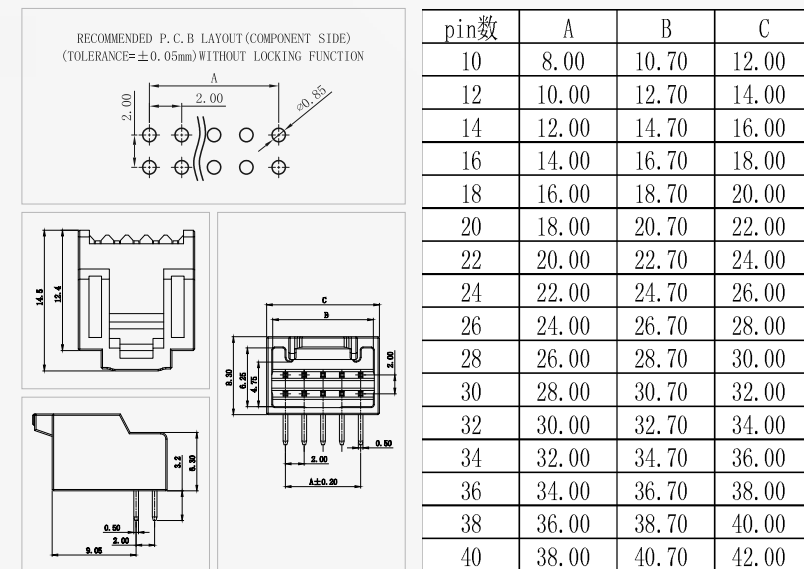 RECOMMENDED P.C.B LAYOUT(COMPONENT SIDE)
(TOLERANCE=±0.05mm)WITHOUT LOCKING FUNCTION
A
2.00
2.00
⌀0.85
14.5
12.4
C
B
8.30
6.25
4.75
2.00
0.50
2.00
A±0.20
3.2
8.30
0.50
2.00
9.05
pin数 A B C
10 8.00 10.70 12.00
12 10.00 12.70 14.00
14 12.00 14.70 16.00
16 14.00 16.70 18.00
18 16.00 18.70 20.00
20 18.00 20.70 22.00
22 20.00 22.70 24.00
24 22.00 24.70 26.00
26 24.00 26.70 28.00
28 26.00 28.70 30.00
30 28.00 30.70 32.00
32 30.00 32.70 34.00
34 32.00 34.70 36.00
36 34.00 36.70 38.00
38 36.00 38.70 40.00
40 38.00 40.70 42.00